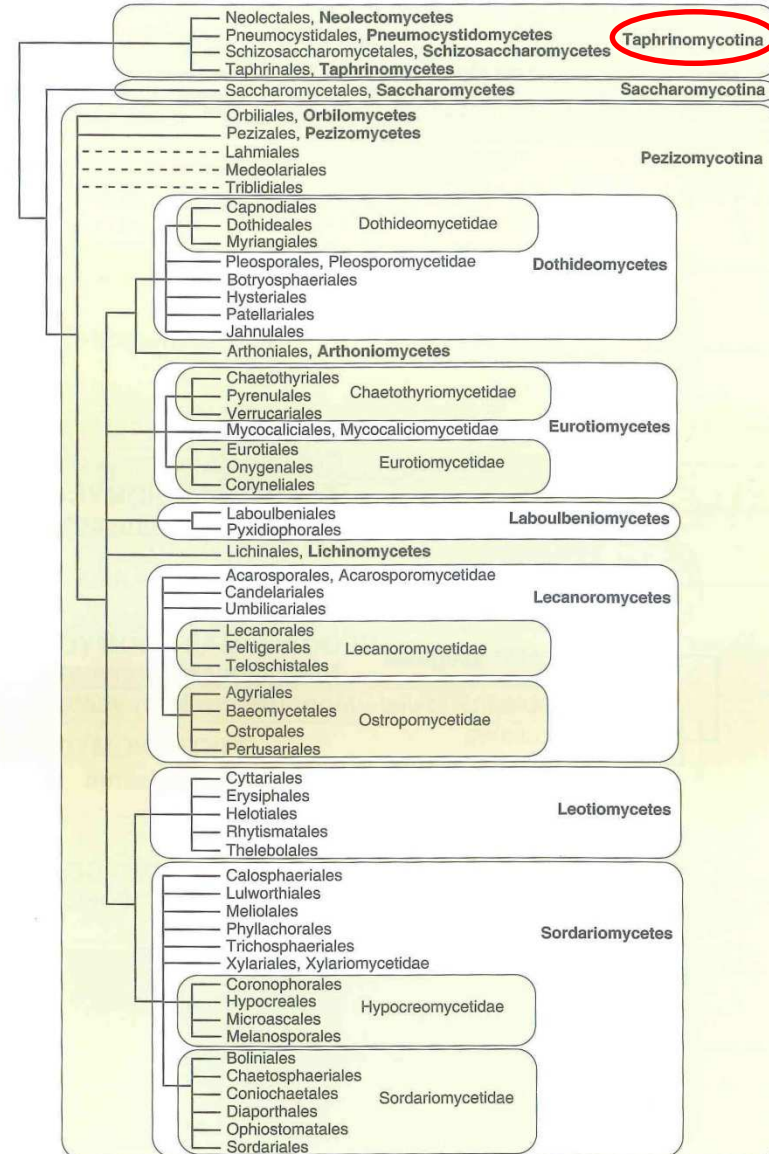 Neolectales, Neolectomycetes
Pneumocystidales, Pneumocystidomycetes
Taphrinomycotina
Schizosaccharomycetales, Schizosaccharomycetes
Taphrinales, Taphrinomycetes
Saccharomycetales, Saccharomycetes
Saccharomycotina
Orbiliales, Orbilomycetes
Pezizales, Pezizomycetes
Lahmiales
Pezizomycotina
Medeolariales
Triblidiales
Capnodiales
Dothideales
Dothideomycetidae
Myriangiales
Pleosporales, Pleosporomycetidae
Dothideomycetes
Botryosphaeriales
Hysteriales
Patellariales
Jahnulales
Arthoniales, Arthoniomycetes
Chaetothyriales
Pyrenulales
Chaetothyriomycetidae
Verrucariales
Mycocaliciales, Mycocaliciomycetidae
Eurotiomycetes
Eurotiales
Onygenales
Eurotiomycetidae
Coryneliales
Laboulbeniales
Laboulbeniomycetes
Pyxidiophorales
Lichinales, Lichinomycetes
Acarosporales, Acarosporomycetidae
Candelariales
Lecanoromycetes
Umbilicariales
Lecanorales
Peltigerales
Lecanoromycetidae
Teloschistales
Agyriales
Baeomycetales
Ostropomycetidae
Ostropales
Pertusariales
Cyttariales
Erysiphales
Helotiales
Leotiomycetes
Rhytismatales
Thelebolales
Calosphaeriales
Lulworthiales
Meliolales
Phyllachorales
Sordariomycetes
Trichosphaeriales
Xylariales, Xylariomycetidae
Coronophorales
Hypocreales
Hypocreomycetidae
Microascales
Melanosporales
Boliniales
Chaetosphaeriales
Coniochaetales
Sordariomycetidae
Diaporthales
Ophiostomatales
Sordariales